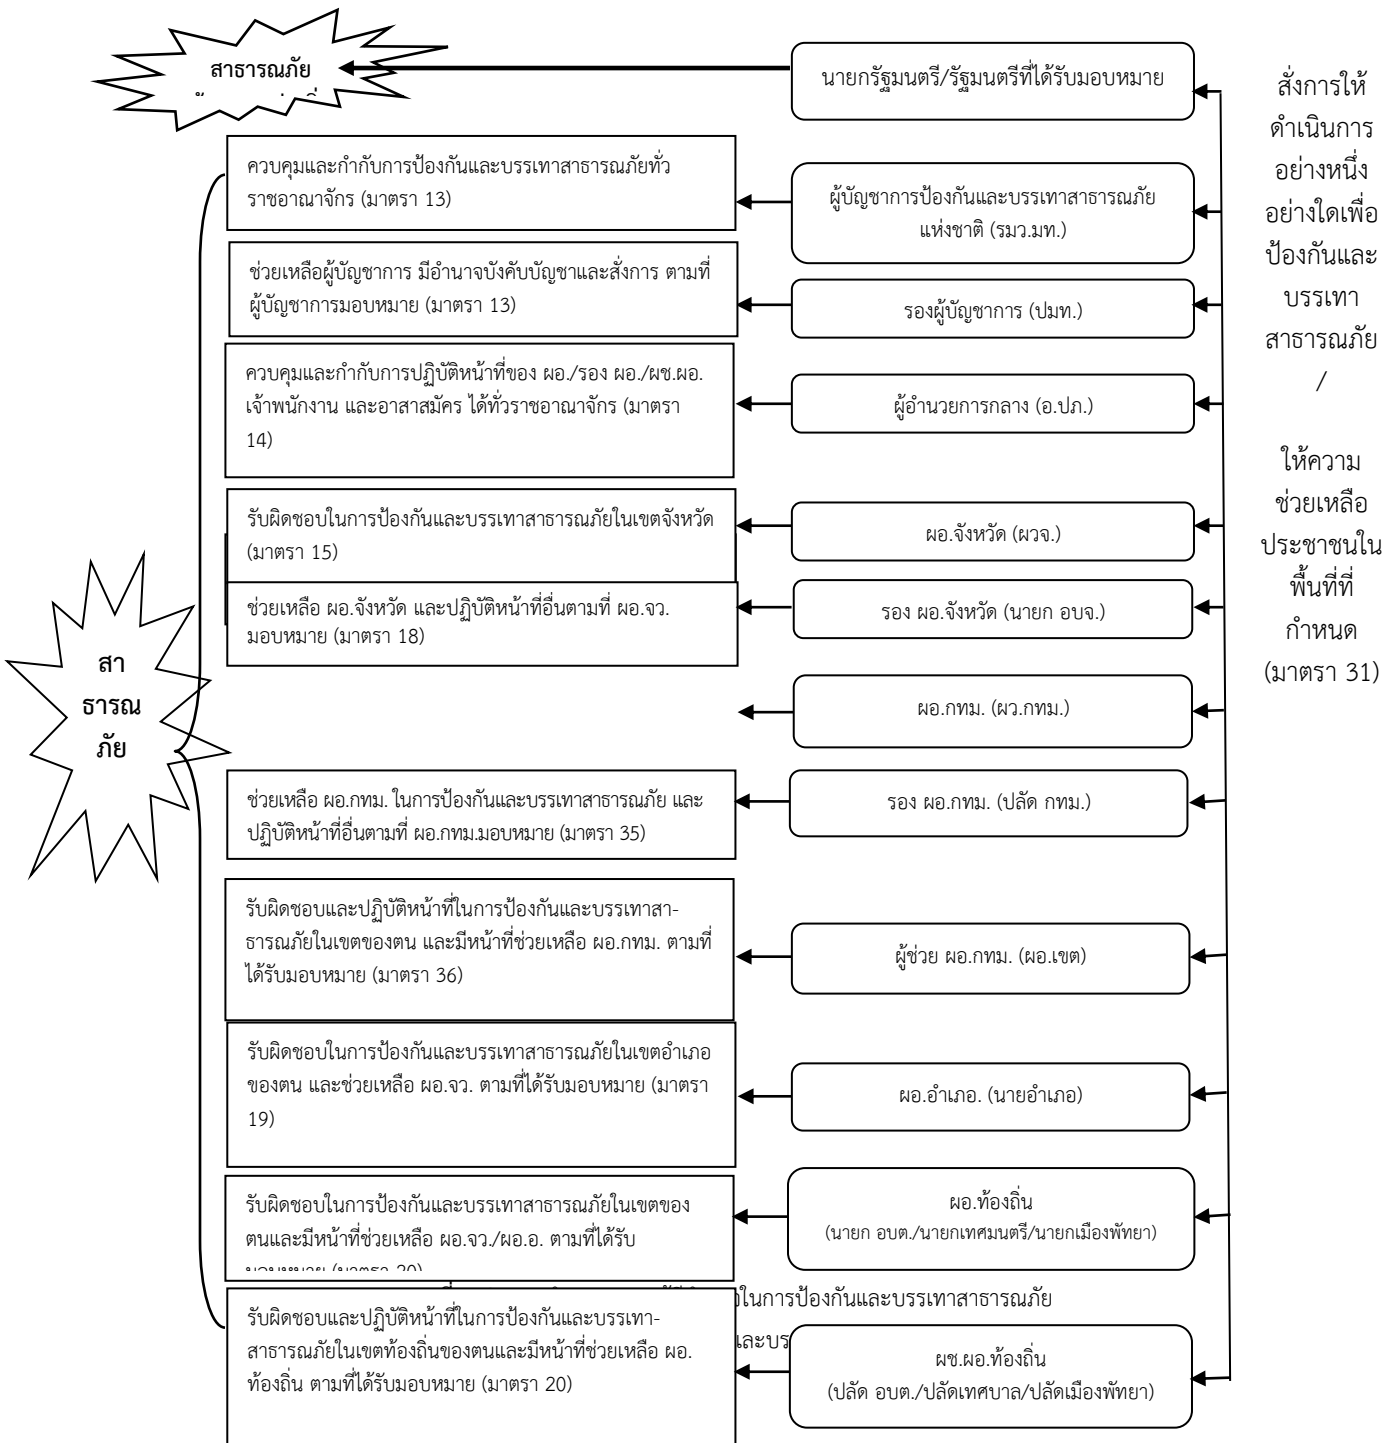 สาธารณภัย
นายกรัฐมนตรี/รัฐมนตรีที่ได้รับมอบหมาย
ควบคุมและกำกับการป้องกันและบรรเทาสาธารณภัยทั่ว
ราชอาณาจักร (มาตรา 13)
ผู้บัญชาการป้องกันและบรรเทาสาธารณภัย
แห่งชาติ (รมว.มท.)
ช่วยเหลือผู้บัญชาการ มีอำนาจบังคับบัญชาและสั่งการ ตามที่
ผู้บัญชาการมอบหมาย (มาตรา 13)
รองผู้บัญชาการ (ปมท.)
ควบคุมและกำกับการปฏิบัติหน้าที่ของ ผอ./รอง ผอ./ผช.ผอ.
เจ้าพนักงาน และอาสาสมัคร ได้ทั่วราชอาณาจักร (มาตรา
14)
ผู้อำนวยการกลาง (อ.ปภ.)
รับผิดชอบในการป้องกันและบรรเทาสาธารณภัยในเขตจังหวัด
(มาตรา 15)
ผอ.จังหวัด (ผวจ.)
ช่วยเหลือ ผอ.จังหวัด และปฏิบัติหน้าที่อื่นตามที่ ผอ.จว.
มอบหมาย (มาตรา 18)
รอง ผอ.จังหวัด (นายก อบจ.)
ผอ.กทม. (ผว.กทม.)
ช่วยเหลือ ผอ.กทม. ในการป้องกันและบรรเทาสาธารณภัย และ
ปฏิบัติหน้าที่อื่นตามที่ ผอ.กทม.มอบหมาย (มาตรา 35)
รอง ผอ.กทม. (ปลัด กทม.)
รับผิดชอบและปฏิบัติหน้าที่ในการป้องกันและบรรเทาสา-
ธารณภัยในเขตของตน และมีหน้าที่ช่วยเหลือ ผอ.กทม. ตามที่
ได้รับมอบหมาย (มาตรา 36)
ผู้ช่วย ผอ.กทม. (ผอ.เขต)
รับผิดชอบในการป้องกันและบรรเทาสาธารณภัยในเขตอำเภอ
ของตน และช่วยเหลือ ผอ.จว. ตามที่ได้รับมอบหมาย (มาตรา
19)
ผอ.อำเภอ. (นายอำเภอ)
รับผิดชอบในการป้องกันและบรรเทาสาธารณภัยในเขตของ
ตนและมีหน้าที่ช่วยเหลือ ผอ.จว./ผอ.อ. ตามที่ได้รับ
ผอ.ท้องถิ่น
(นายก อบต./นายกเทศมนตรี/นายกเมืองพัทยา)
ในการป้องกันและบรรเทาสาธารณภัย
รับผิดชอบและปฏิบัติหน้าที่ในการป้องกันและบรรเทา-
สาธารณภัยในเขตท้องถิ่นของตนและมีหน้าที่ช่วยเหลือ ผอ.
ท้องถิ่น ตามที่ได้รับมอบหมาย (มาตรา 20)
ผช.ผอ.ท้องถิ่น
(ปลัด อบต./ปลัดเทศบาล/ปลัดเมืองพัทยา)
สา
ธารณ
ภัย
สั่งการให้
ดำเนินการ
อย่างหนึ่ง
อย่างใดเพื่อ
ป้องกันและ
บรรเทา
สาธารณภัย
/
ให้ความ
ช่วยเหลือ
ประชาชนใน
พื้นที่ที่
กำหนด
(มาตรา 31)